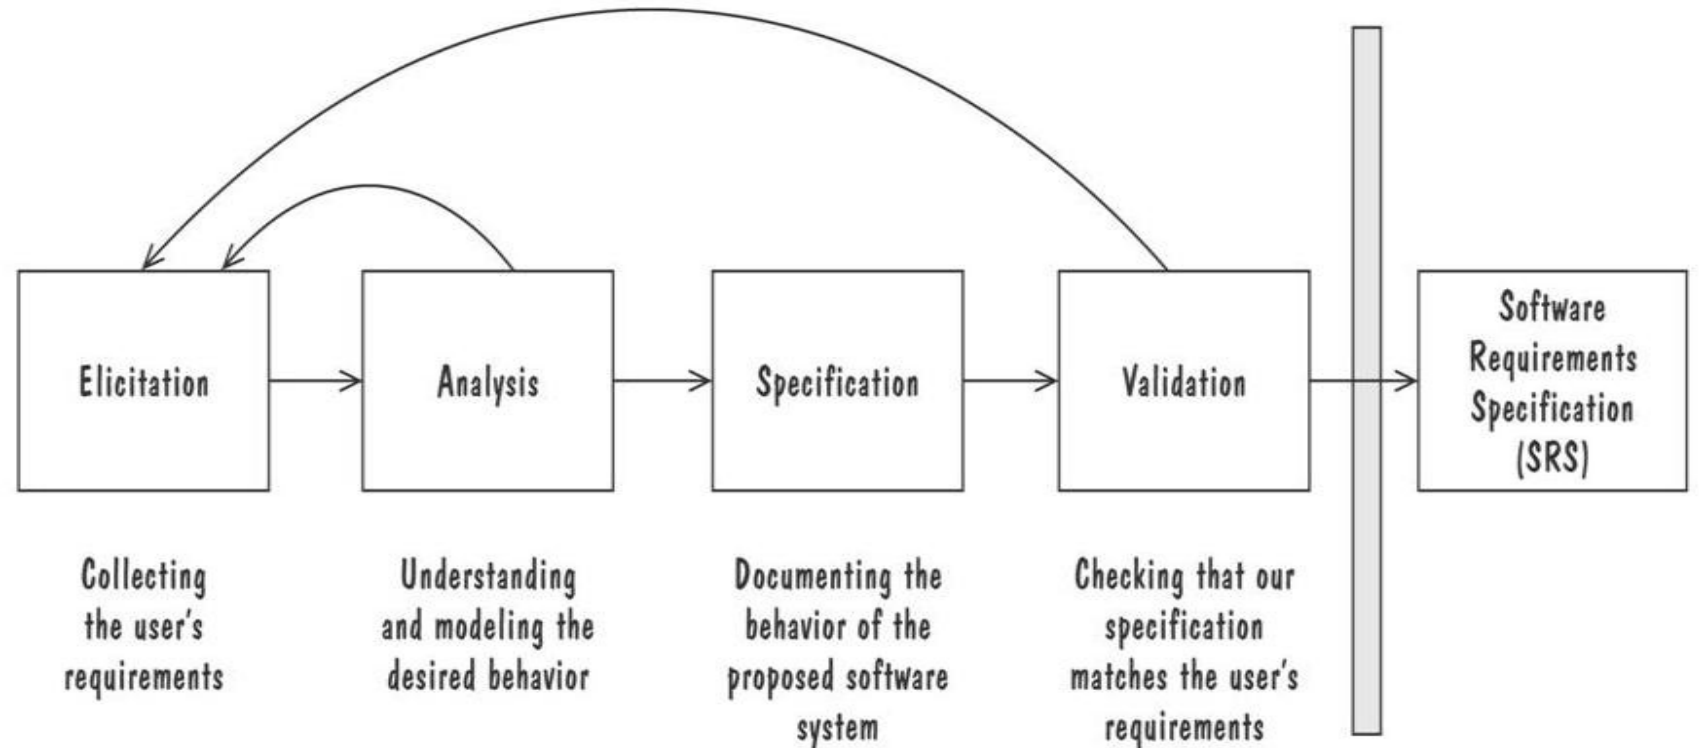 Elicitation
Analysis
Specification
Validation
Software
Requirements
Specification
(SRS)
Collecting
the user's
requirements
Understanding
and modeling the
desired behavior
Documenting the
behavior of the
proposed software
system
Checking that our
specification
matches the user's
requirements